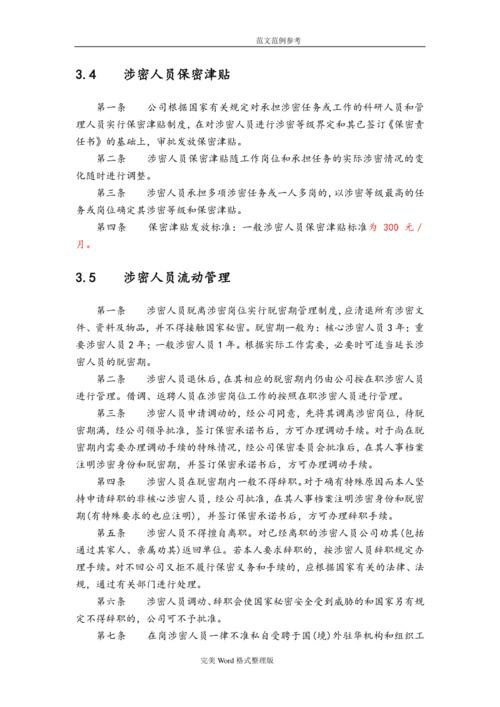 范文范例参考
3.4 涉密人员保密津贴
第一条 公司根据国家有关规定对承担涉密任务或工作的科研人员和管
理人员实行保密津贴制度，在对涉密人员进行涉密等级界定和其已签订《保密责
任书》的基础上，审批发放保密津贴。
第二条 涉密人员保密津贴随工作岗位和承担任务的实际涉密情况的变
化随时进行调整。
第三条 涉密人员承担多项涉密任务或一人多岗的，以涉密等级最高的任
务或岗位确定其涉密等级和保密津贴。
第四条 保密津贴发放标准：一般涉密人员保密津贴标准为 300 元/
月。
3.5 涉密人员流动管理
第一条 涉密人员脱离涉密岗位实行脱密期管理制度，应清退所有涉密文
件、资料及物品，并不得接触国家秘密。脱密期一般为：核心涉密人员3年；重
要涉密人员2年；一般涉密人员1年。根据实际工作需要，必要时可适当延长涉
密人员的脱密期。
第二条 涉密人员退休后，在其相应的脱密期内仍由公司按在职涉密人员
进行管理。借调、返聘人员在涉密岗位工作的按照在职涉密人员进行管理。
第三条 涉密人员申请调动的，经公司同意，先将其调离涉密岗位，待脱
密期满，经公司领导批准，签订保密承诺书后，方可办理调动手续。对于尚在脱
密期内需要办理调动手续的特殊情况，经公司保密委员会批准后，在其人事档案
注明涉密身份和脱密期，并签订保密承诺书后，方可办理调动手续。
第四条 涉密人员在脱密期内一般不得辞职。对于确有特殊原因而本人坚
持申请辞职的非核心涉密人员，经公司批准，在其人事档案注明涉密身份和脱密
期(有特殊要求的也应注明)，并签订保密承诺书后，方可办理辞职手续。
第五条 涉密人员不得擅自离职。对已经离职的涉密人员公司劝其(包括
通过其家人、亲属劝其)返回单位。若本人要求辞职的，按涉密人员辞职规定办
理手续。对不回公司又拒不履行保密义务和手续的，应根据国家有关的法律、法
规，通过有关部门进行处理。
第六条 涉密人员调动、辞职会使国家秘密安全受到威胁的和国家另有规
定不得辞职的，公司可不予批准。
第七条 在岗涉密人员一律不准私自受聘于国(境)外驻华机构和组织工
完美 Word 格式整理版